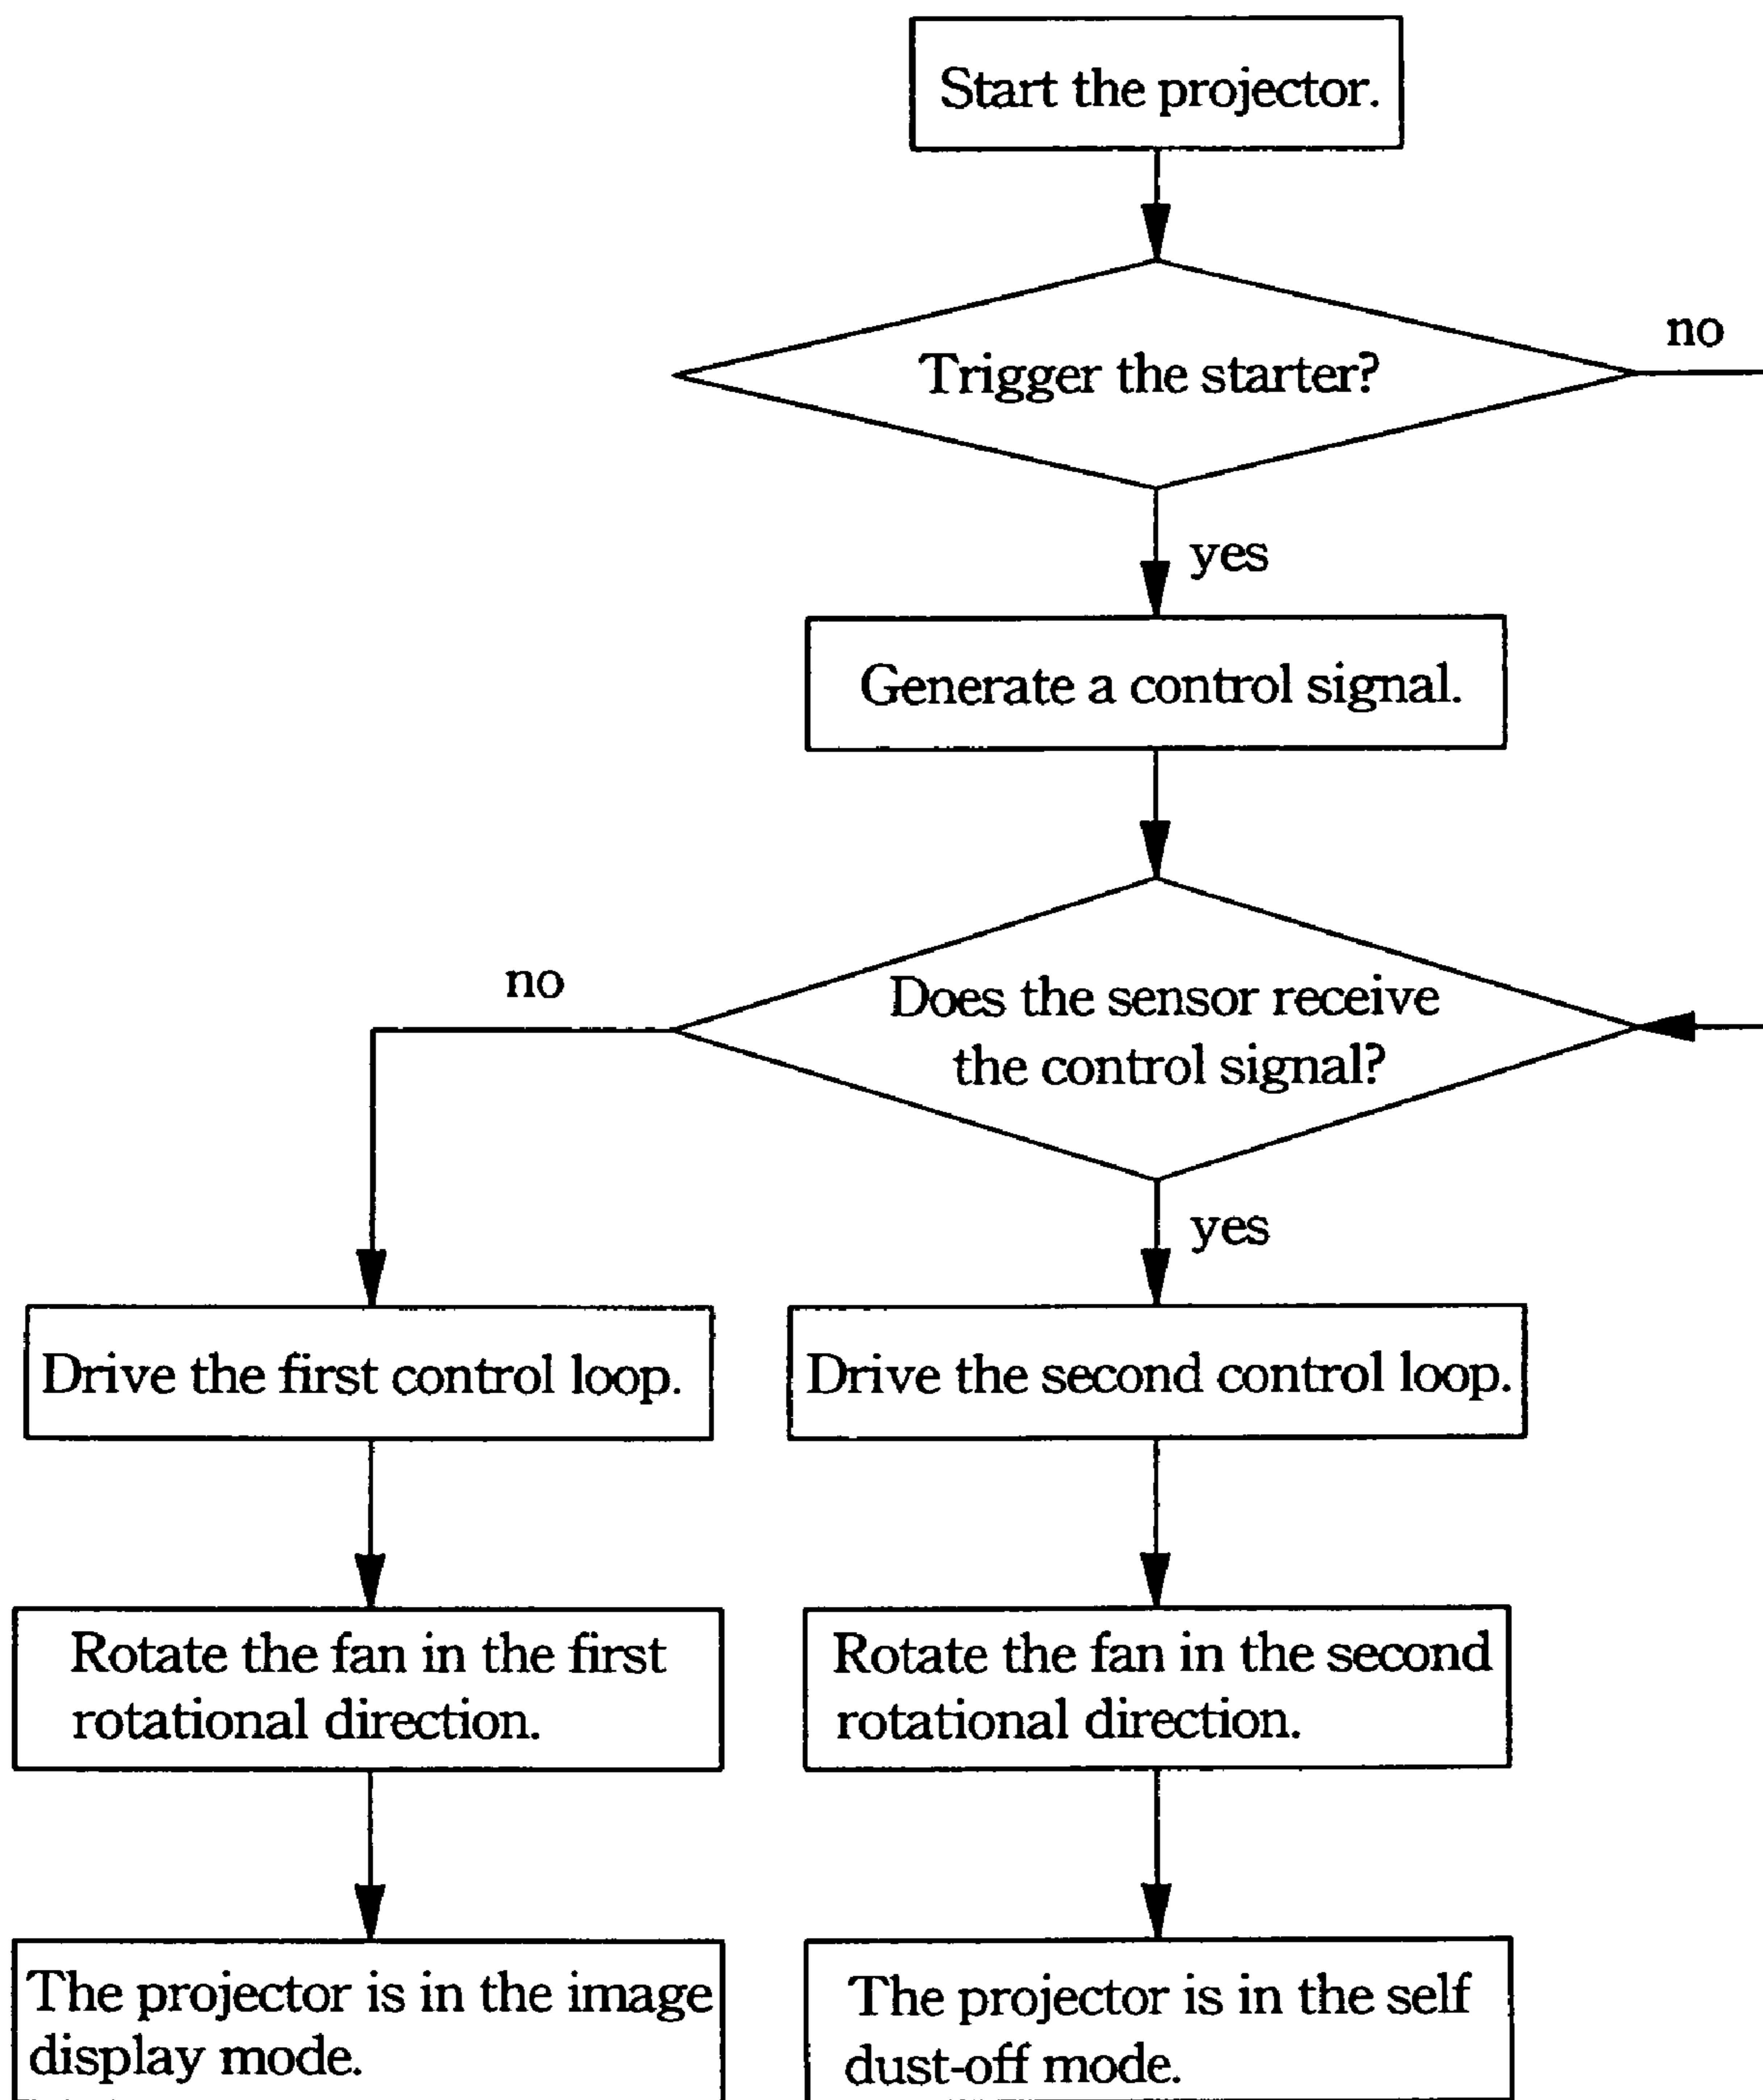 Start the projector.
Trigger the starter?
no
yes
Generate a control signal.
no
Does the sensor receive
the control signal?
yes
Drive the first control loop.
Drive the second control loop.
Rotate the fan in the first
rotational direction.
Rotate the fan in the second
rotational direction.
The projector is in the image
display mode.
The projector is in the self
dust-off mode.